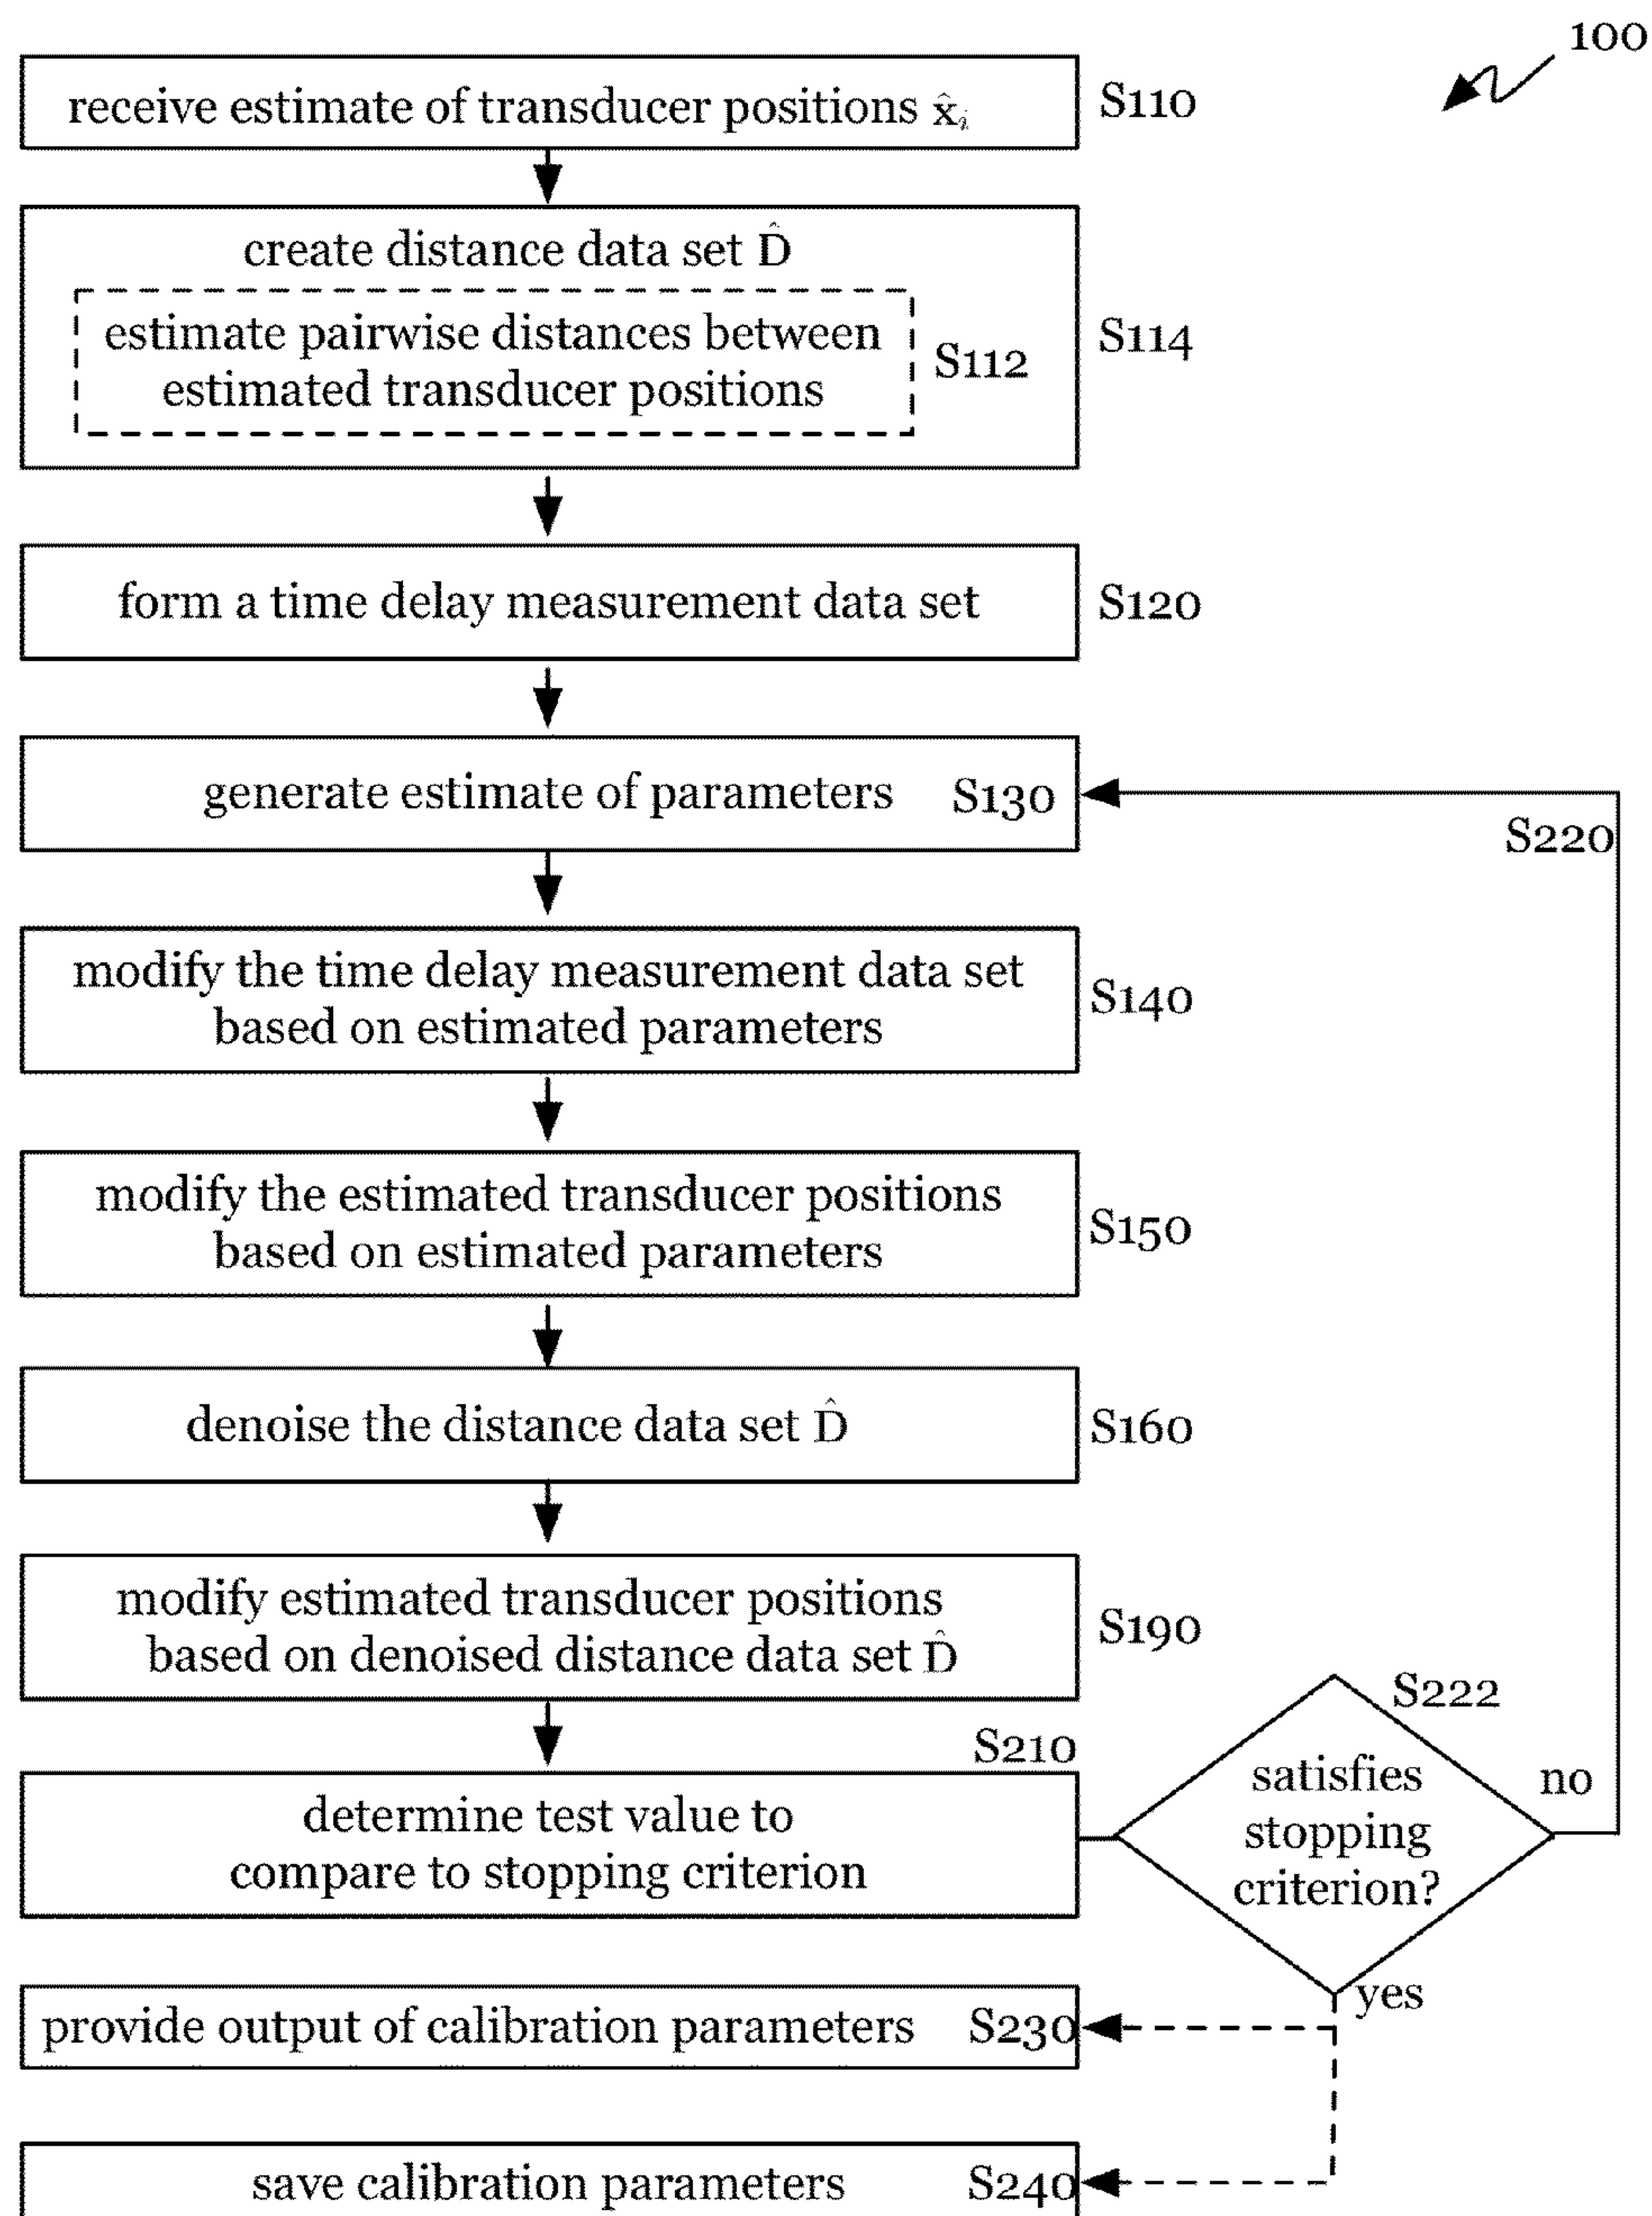 100
receive estimate of transducer positions x̂ᵢ
S110
create distance data set D̂
estimate pairwise distances between
estimated transducer positions
S112
S114
form a time delay measurement data set
S120
generate estimate of parameters
S130
S220
modify the time delay measurement data set
based on estimated parameters
S140
modify the estimated transducer positions
based on estimated parameters
S150
denoise the distance data set D̂
S160
modify estimated transducer positions
based on denoised distance data set D̂
S190
S210
determine test value to
compare to stopping criterion
S222
satisfies
stopping
criterion?
no
yes
provide output of calibration parameters
S230
save calibration parameters
S240